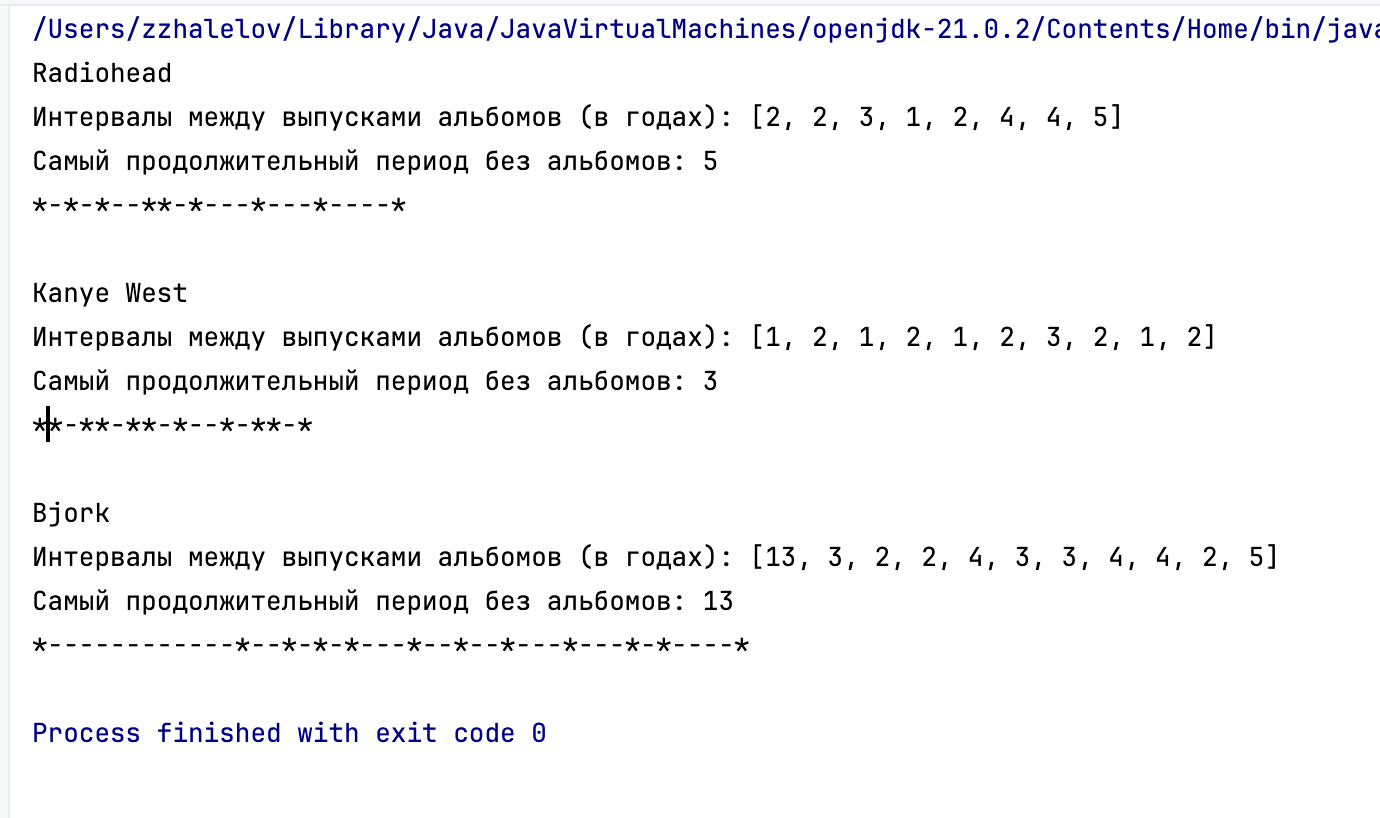 /Users/zzhalelov/Library/Java/JavaVirtualMachines/openjdk-21.0.2/Contents/Home/bin/java
Radiohead
Интервалы между выпусками альбомов (в годах): [2, 2, 3, 1, 2, 4, 4, 5]
Самый продолжительный период без альбомов: 5
*-*-*--**-*---*---*----*
Kanye West
Интервалы между выпусками альбомов (в годах): [1, 2, 1, 2, 1, 2, 3, 2, 1, 2]
Самый продолжительный период без альбомов: 3
**-**-**-*--*-**-*
Bjork
Интервалы между выпусками альбомов (в годах): [13, 3, 2, 2, 4, 3, 3, 4, 4, 2, 5]
Самый продолжительный период без альбомов: 13
*------------*--*-*-*---*--*--*---*---*-*----*
Process finished with exit code 0